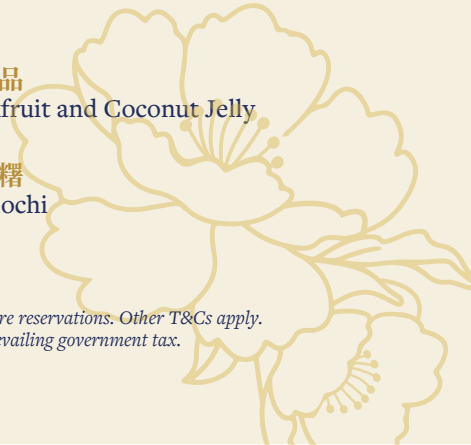 品
fruit and Coconut Jelly
糬
ochi
re reservations. Other T&Cs apply.
evailing government tax.